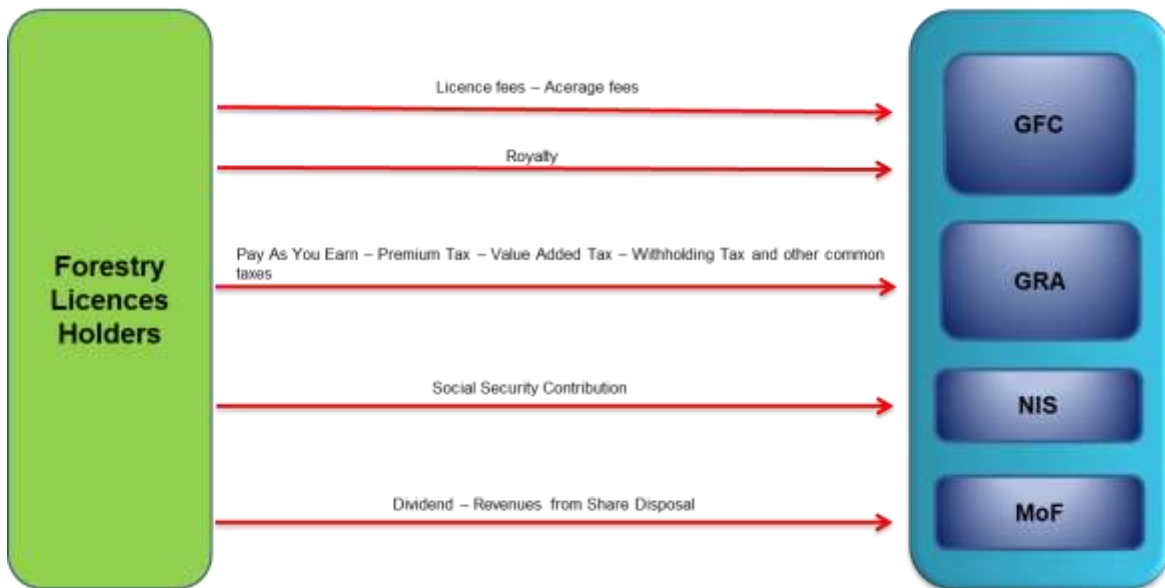 Licence fees – Acerage fees
GFC
Royalty
Pay As You Earn – Premium Tax – Value Added Tax – Withholding Tax and other common
taxes
Forestry
Licences
Holders
GRA
Social Security Contribution
NIS
Dividend – Revenues from Share Disposal
MoF